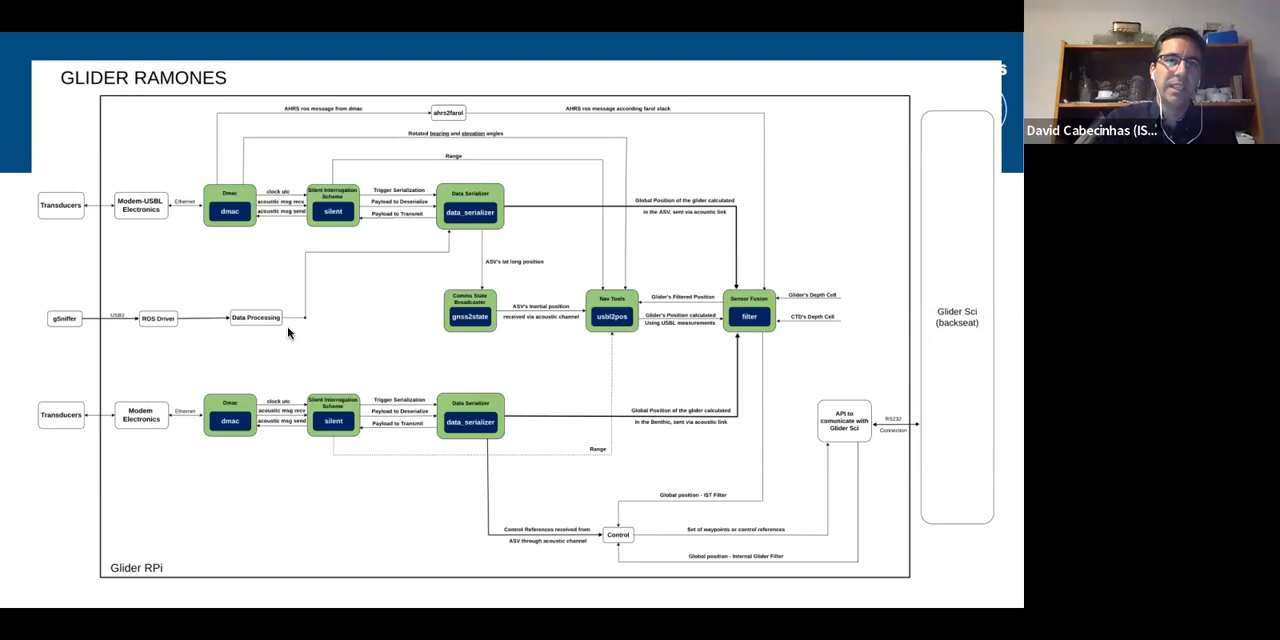 GLIDER RAMONES
s
David Cabecinhas (IS...
AHRS ros message from dmac
ahrs2farol
AHRS ros message according farol stack
Rotated bearing and elevation angles
Range
Transducers
Modem-USBL
Electronics
Ethernet
Dmac
dmac
clock utc
acoustic msg recv
acoustic msg send
Silent Interrogation
Scheme
silent
Trigger Serialization
Payload to Deserialize
Payload to Transmit
Data Serializer
data_serializer
Global Position of the glider calculated
in the ASV, sent via acoustic link
ASV's lat long position
gSniffer
USB2
ROS Driver
Data Processing
Comms State
Broadcaster
gnss2state
ASV's Inertial position
received via acoustic channel
Nav Tools
usbl2pos
Glider's Filtered Position
Glider's Position calculated
Using USBL measurements
Sensor Fusion
filter
Glider's Depth Cell
CTD's Depth Cell
Glider Sci
(backseat)
Transducers
Modem
Electronics
Ethernet
Dmac
dmac
clock utc
acoustic msg recv
acoustic msg send
Silent Interrogation
Scheme
silent
Trigger Serialization
Payload to Deserialize
Payload to Transmit
Data Serializer
data_serializer
Global Position of the glider calculated
in the Benthic, sent via acoustic link
Range
API to
comunicate with
Glider Sci
RS232
Connection
Global position - IST Filter
Control References received from
ASV through acoustic channel
Control
Set of waypoints or control references
Global position - Internal Glider Filter
Glider RPi